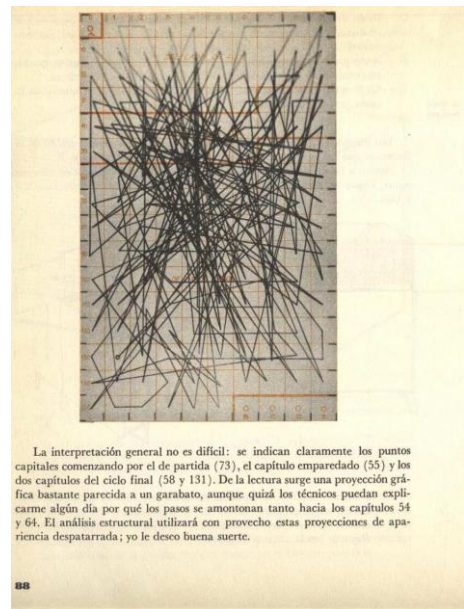 La interpretación general no es difícil: se indican claramente los puntos
capitales comenzando por el de partida (73), el capítulo emparedado (55) y los
dos capítulos del ciclo final (58 y 131). De la lectura surge una proyección grá-
fica bastante parecida a un garabato, aunque quizá los técnicos puedan expli-
carme algún día por qué los pasos se amontonan tanto hacia los capítulos 54
y 64. El análisis estructural utilizará con provecho estas proyecciones de apa-
riencia despatarrada; yo le deseo buena suerte.
88